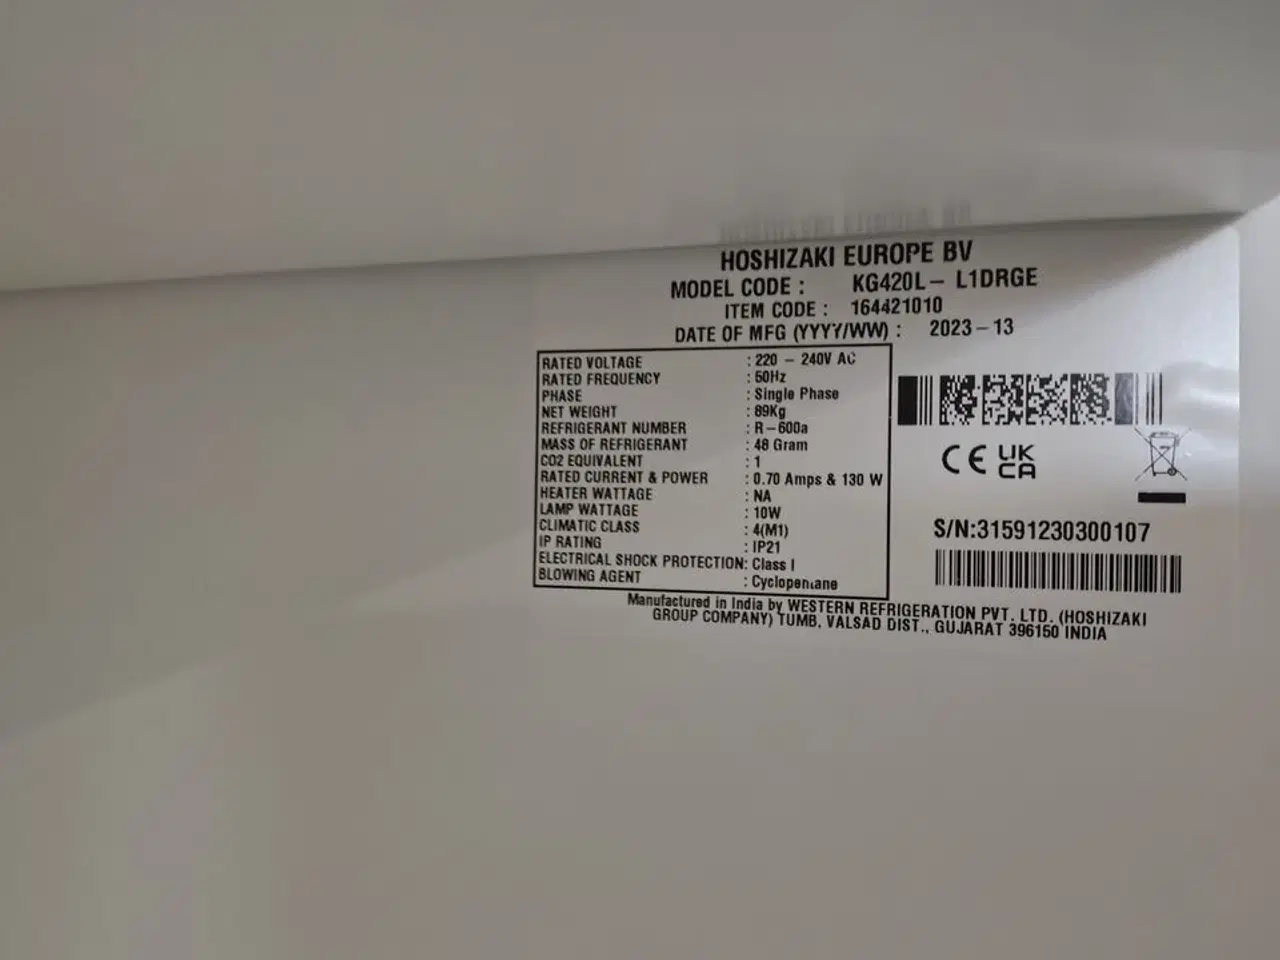 HOSHIZAKI EUROPE BV
MODEL CODE : KG420L – L1DRGE
ITEM CODE : 164421010
DATE OF MFG (YYYY/WW) : 2023 – 13
RATED VOLTAGE : 220 – 240V AC
RATED FREQUENCY : 50Hz
PHASE : Single Phase
NET WEIGHT : 89Kg
REFRIGERANT NUMBER : R – 600a
MASS OF REFRIGERANT : 48 Gram
CO2 EQUIVALENT : 1
RATED CURRENT & POWER : 0.70 Amps & 130 W
HEATER WATTAGE : NA
LAMP WATTAGE : 10W
CLIMATIC CLASS : 4(M1)
IP RATING : IP21
ELECTRICAL SHOCK PROTECTION: Class I
BLOWING AGENT : Cyclopentane
CE UK CA
S/N:31591230300107
Manufactured in India by WESTERN REFRIGERATION PVT. LTD. (HOSHIZAKI
GROUP COMPANY) TUMB, VALSAD DIST., GUJARAT 396150 INDIA